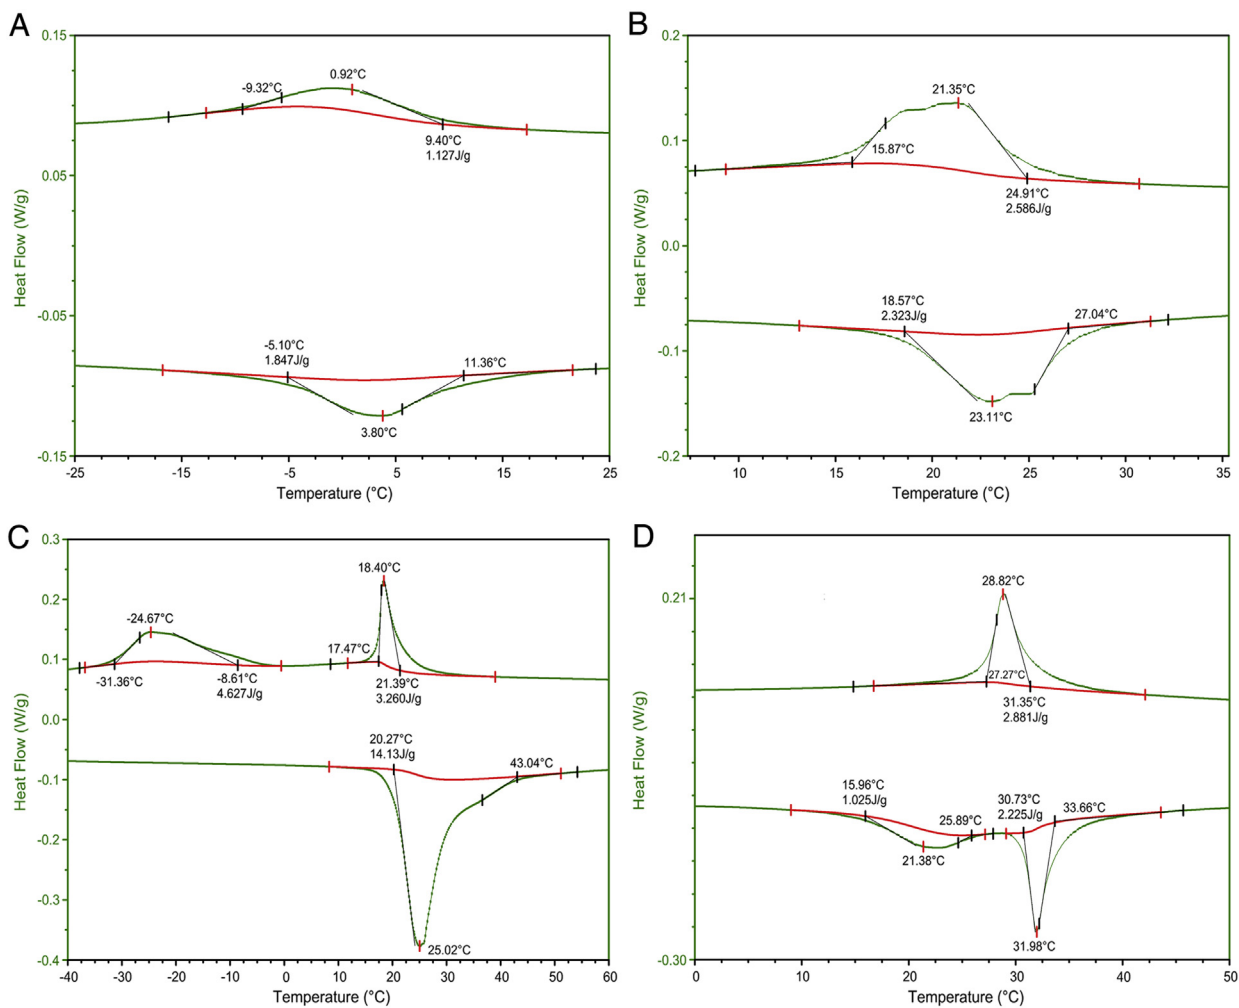 A
0.15
0.05
-0.05
-0.15
Heat Flow (W/g)
-9.32°C
0.92°C
9.40°C
1.127J/g
-5.10°C
1.847J/g
11.36°C
3.80°C
-25
-15
-5
5
15
25
Temperature (°C)
B
0.2
0.1
0.0
-0.1
-0.2
Heat Flow (W/g)
21.35°C
15.87°C
24.91°C
2.586J/g
18.57°C
2.323J/g
27.04°C
23.11°C
10
15
20
25
30
35
Temperature (°C)
C
0.3
0.2
0.1
0.0
-0.1
-0.2
-0.3
-0.4
Heat Flow (W/g)
18.40°C
-24.67°C
17.47°C
-31.36°C
-8.61°C
4.627J/g
21.39°C
3.260J/g
20.27°C
14.13J/g
43.04°C
25.02°C
-40
-30
-20
-10
0
10
20
30
40
50
60
Temperature (°C)
D
0.21
-0.30
Heat Flow (W/g)
28.82°C
27.27°C
31.35°C
2.881J/g
15.96°C
1.025J/g
25.89°C
30.73°C
2.225J/g
33.66°C
21.38°C
31.98°C
0
10
20
30
40
50
Temperature (°C)